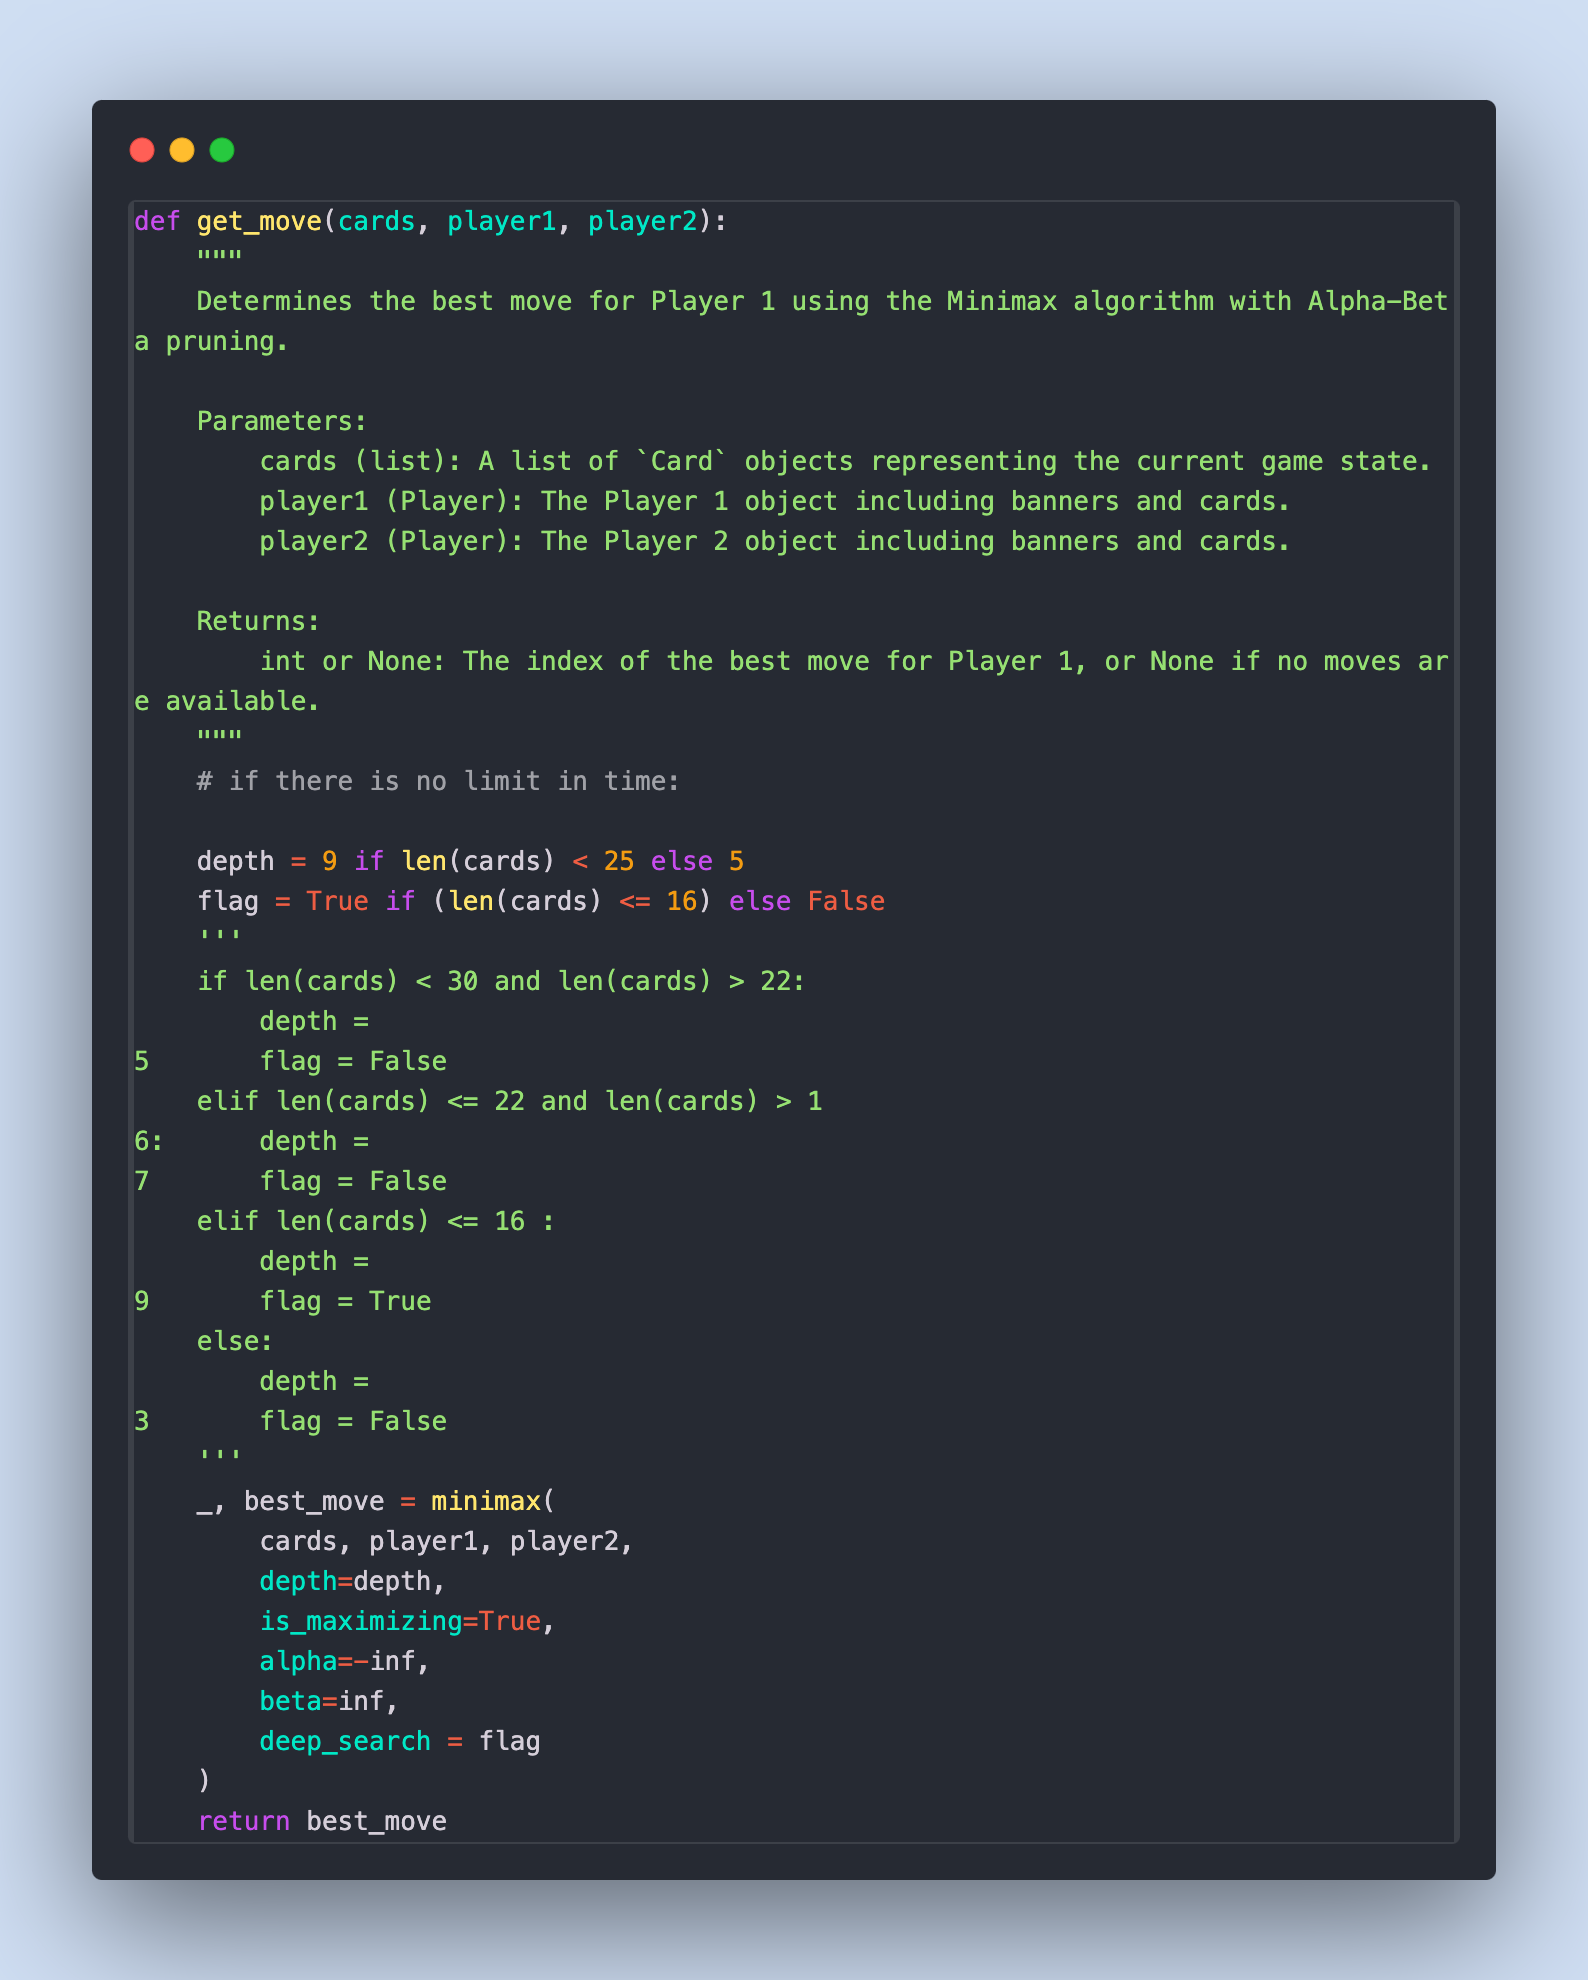 def get_move(cards, player1, player2):
    """
    Determines the best move for Player 1 using the Minimax algorithm with Alpha-Bet
a pruning.

    Parameters:
        cards (list): A list of `Card` objects representing the current game state.
        player1 (Player): The Player 1 object including banners and cards.
        player2 (Player): The Player 2 object including banners and cards.

    Returns:
        int or None: The index of the best move for Player 1, or None if no moves ar
e available.
    """
    # if there is no limit in time:

    depth = 9 if len(cards) < 25 else 5
    flag = True if (len(cards) <= 16) else False
    '''
    if len(cards) < 30 and len(cards) > 22:
        depth =
5       flag = False
    elif len(cards) <= 22 and len(cards) > 1
6:      depth =
7       flag = False
    elif len(cards) <= 16 :
        depth =
9       flag = True
    else:
        depth =
3       flag = False
    '''
    _, best_move = minimax(
        cards, player1, player2,
        depth=depth,
        is_maximizing=True,
        alpha=-inf,
        beta=inf,
        deep_search = flag
    )
    return best_move